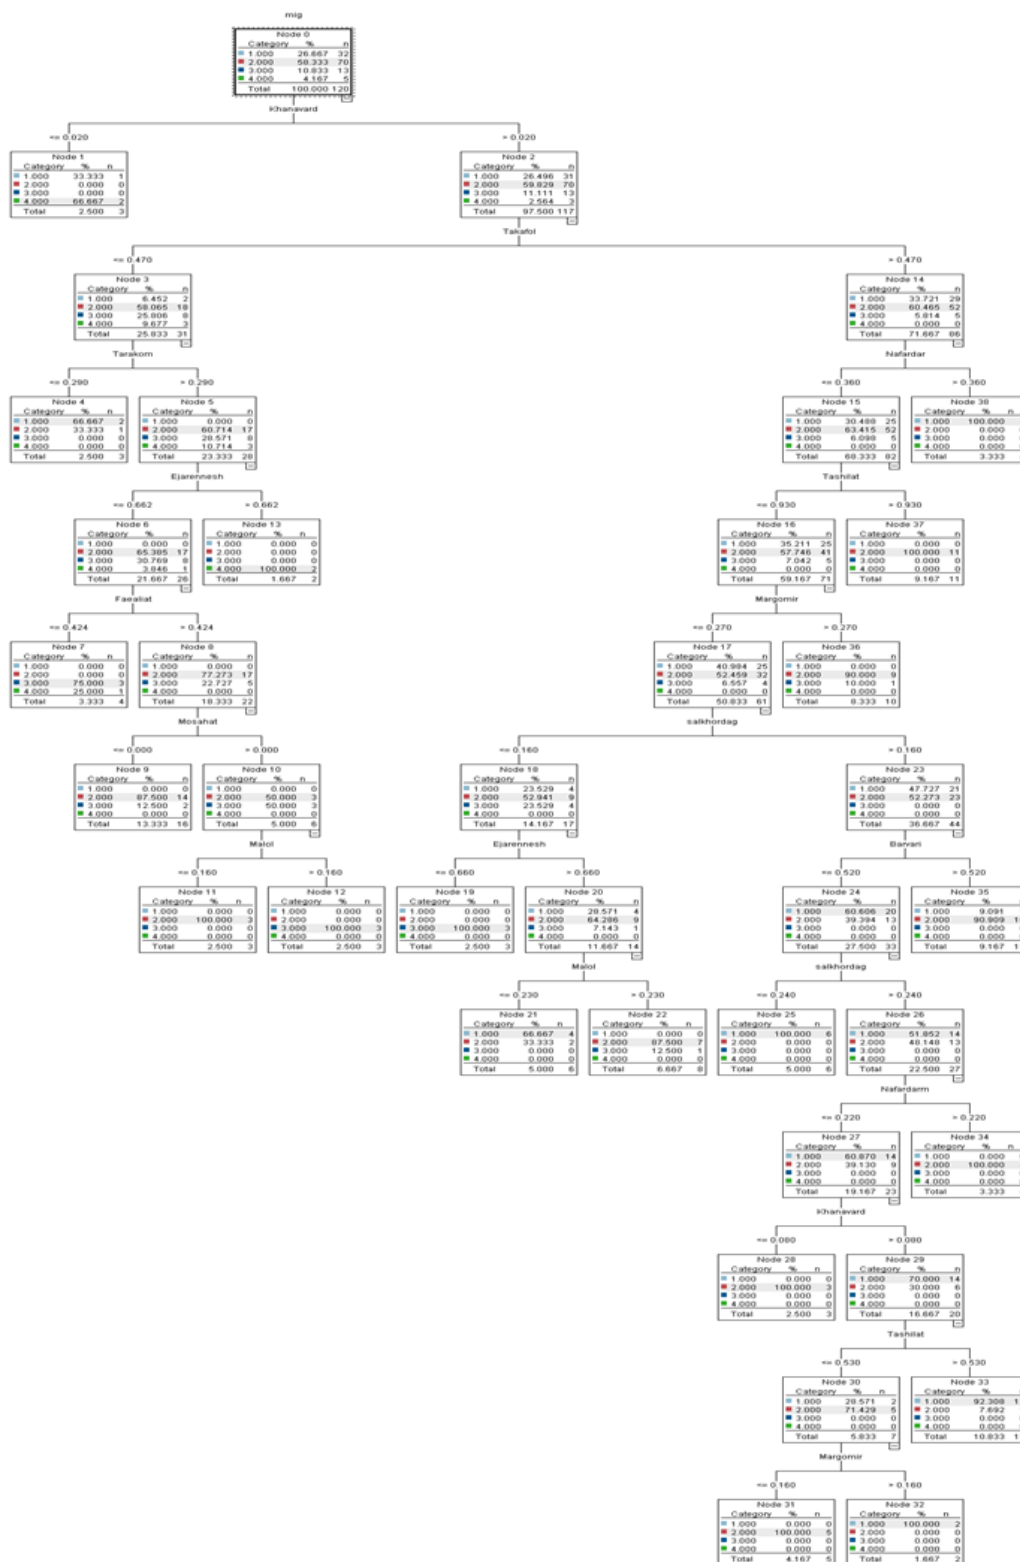 mig
Node 0
Category % n
1.000 26.667 32
2.000 58.333 70
3.000 10.833 13
4.000 4.167 5
Total 100.000 120
Khanavard
<= 0.020
> 0.020
Node 1
Category % n
1.000 33.333 1
2.000 0.000 0
3.000 0.000 0
4.000 66.667 2
Total 2.500 3
Node 2
Category % n
1.000 26.496 31
2.000 59.829 70
3.000 11.111 13
4.000 2.564 3
Total 97.500 117
Takafol
<= 0.470
> 0.470
Node 3
Category % n
1.000 6.452 2
2.000 58.065 18
3.000 25.806 8
4.000 9.677 3
Total 25.833 31
Tarakom
Node 14
Category % n
1.000 33.721 29
2.000 60.465 52
3.000 5.814 5
4.000 0.000 0
Total 71.667 86
Nafardar
<= 0.290
> 0.290
<= 0.360
> 0.360
Node 4
Category % n
1.000 66.667 2
2.000 33.333 1
3.000 0.000 0
4.000 0.000 0
Total 2.500 3
Node 5
Category % n
1.000 0.000 0
2.000 60.714 17
3.000 28.571 8
4.000 10.714 3
Total 23.333 28
Ejarennesh
Node 15
Category % n
1.000 30.488 25
2.000 63.415 52
3.000 6.098 5
4.000 0.000 0
Total 68.333 82
Tashilat
Node 38
Category %
1.000 100.000
2.000 0.000
3.000 0.000
4.000 0.000
Total 3.333
<= 0.662
> 0.662
<= 0.930
> 0.930
Node 6
Category % n
1.000 0.000 0
2.000 65.385 17
3.000 30.769 8
4.000 3.846 1
Total 21.667 26
Faealiat
Node 13
Category % n
1.000 0.000 0
2.000 0.000 0
3.000 0.000 0
4.000 100.000 2
Total 1.667 2
Node 16
Category % n
1.000 35.211 25
2.000 57.746 41
3.000 7.042 5
4.000 0.000 0
Total 59.167 71
Margomir
Node 37
Category % n
1.000 0.000 0
2.000 100.000 11
3.000 0.000 0
4.000 0.000 0
Total 9.167 11
<= 0.424
> 0.424
<= 0.270
> 0.270
Node 7
Category % n
1.000 0.000 0
2.000 0.000 0
3.000 75.000 3
4.000 25.000 1
Total 3.333 4
Node 8
Category % n
1.000 0.000 0
2.000 77.273 17
3.000 22.727 5
4.000 0.000 0
Total 18.333 22
Mosahat
Node 17
Category % n
1.000 40.984 25
2.000 52.459 32
3.000 6.557 4
4.000 0.000 0
Total 50.833 61
salkhordag
Node 36
Category % n
1.000 0.000 0
2.000 90.000 9
3.000 10.000 1
4.000 0.000 0
Total 8.333 10
<= 0.000
> 0.000
<= 0.160
> 0.160
Node 9
Category % n
1.000 0.000 0
2.000 87.500 14
3.000 12.500 2
4.000 0.000 0
Total 13.333 16
Node 10
Category % n
1.000 0.000 0
2.000 50.000 3
3.000 50.000 3
4.000 0.000 0
Total 5.000 6
Malol
Node 18
Category % n
1.000 23.529 4
2.000 52.941 9
3.000 23.529 4
4.000 0.000 0
Total 14.167 17
Ejarennesh
Node 23
Category % n
1.000 47.727 21
2.000 52.273 23
3.000 0.000 0
4.000 0.000 0
Total 36.667 44
Barvari
<= 0.160
> 0.160
<= 0.660
> 0.660
<= 0.520
> 0.520
Node 11
Category % n
1.000 0.000 0
2.000 100.000 3
3.000 0.000 0
4.000 0.000 0
Total 2.500 3
Node 12
Category % n
1.000 0.000 0
2.000 0.000 0
3.000 100.000 3
4.000 0.000 0
Total 2.500 3
Node 19
Category % n
1.000 0.000 0
2.000 0.000 0
3.000 100.000 3
4.000 0.000 0
Total 2.500 3
Node 20
Category % n
1.000 28.571 4
2.000 64.286 9
3.000 7.143 1
4.000 0.000 0
Total 11.667 14
Malol
Node 24
Category % n
1.000 60.606 20
2.000 39.394 13
3.000 0.000 0
4.000 0.000 0
Total 27.500 33
salkhordag
Node 35
Category %
1.000 9.091
2.000 90.909 1
3.000 0.000
4.000 0.000
Total 9.167 1
<= 0.230
> 0.230
<= 0.240
> 0.240
Node 21
Category % n
1.000 66.667 4
2.000 33.333 2
3.000 0.000 0
4.000 0.000 0
Total 5.000 6
Node 22
Category % n
1.000 0.000 0
2.000 87.500 7
3.000 12.500 1
4.000 0.000 0
Total 6.667 8
Node 25
Category % n
1.000 100.000 6
2.000 0.000 0
3.000 0.000 0
4.000 0.000 0
Total 5.000 6
Node 26
Category % n
1.000 51.852 14
2.000 48.148 13
3.000 0.000 0
4.000 0.000 0
Total 22.500 27
Nafardarm
<= 0.220
> 0.220
Node 27
Category % n
1.000 60.870 14
2.000 39.130 9
3.000 0.000 0
4.000 0.000 0
Total 19.167 23
Khanavard
Node 34
Category %
1.000 0.000
2.000 100.000
3.000 0.000
4.000 0.000
Total 3.333
<= 0.080
> 0.080
Node 28
Category % n
1.000 0.000 0
2.000 100.000 3
3.000 0.000 0
4.000 0.000 0
Total 2.500 3
Node 29
Category % n
1.000 70.000 14
2.000 30.000 6
3.000 0.000 0
4.000 0.000 0
Total 16.667 20
Tashilat
<= 0.530
> 0.530
Node 30
Category % n
1.000 28.571 2
2.000 71.429 5
3.000 0.000 0
4.000 0.000 0
Total 5.833 7
Margomir
Node 33
Category %
1.000 92.308 1
2.000 7.692
3.000 0.000
4.000 0.000
Total 10.833 1
<= 0.160
> 0.160
Node 31
Category % n
1.000 0.000 0
2.000 100.000 5
3.000 0.000 0
4.000 0.000 0
Total 4.167 5
Node 32
Category % n
1.000 100.000 2
2.000 0.000 0
3.000 0.000 0
4.000 0.000 0
Total 1.667 2